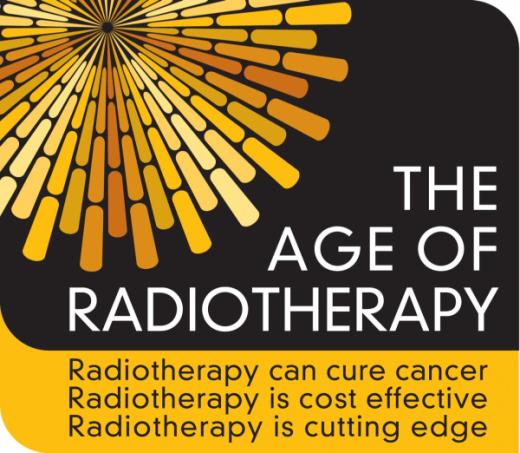 THE
AGE OF
RADIOTHERAPY
Radiotherapy can cure cancer
Radiotherapy is cost effective
Radiotherapy is cutting edge